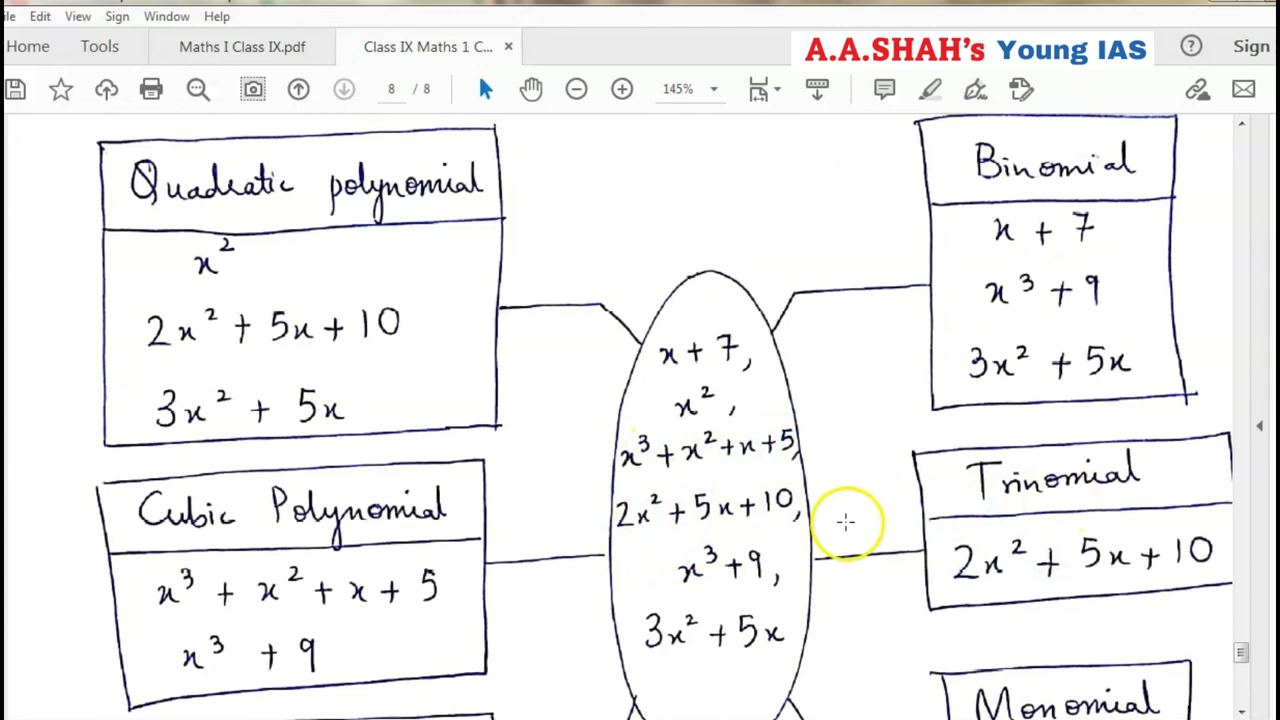 File Edit View Sign Window Help
Home Tools Maths I Class IX.pdf Class IX Maths 1 C... × A.A.SHAH's Young IAS ? Sign
8 / 8 145%
Quadratic polynomial
x²
2x² + 5x + 10
3x² + 5x
Cubic Polynomial
x³ + x² + x + 5
x³ + 9
x + 7,
x²,
x³ + x² + x + 5,
2x² + 5x + 10,
x³ + 9,
3x² + 5x
Binomial
x + 7
x³ + 9
3x² + 5x
Trinomial
2x² + 5x + 10
Monomial